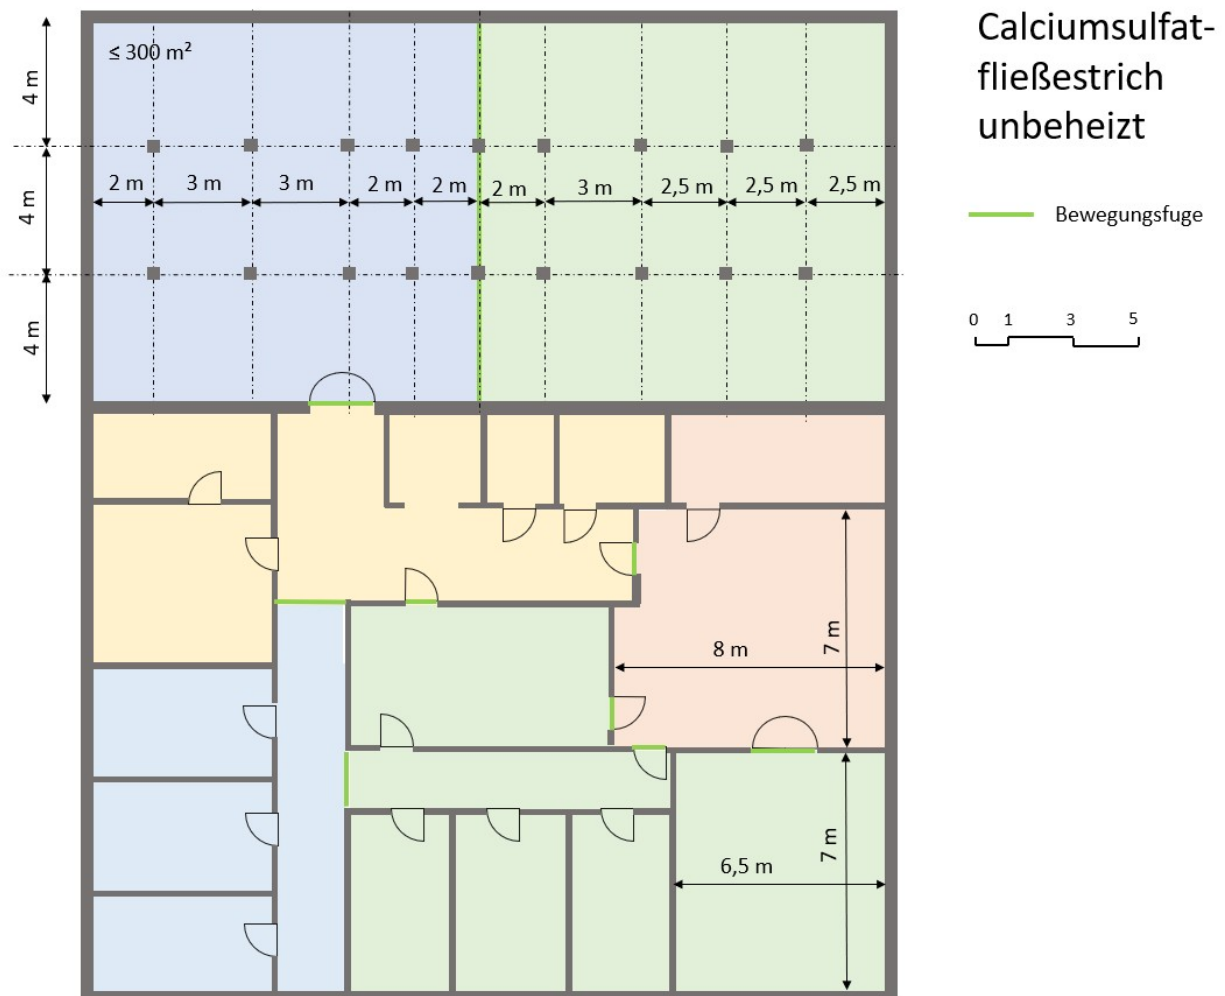 Calciumsulfat-
fließestrich
unbeheizt
Bewegungsfuge
0 1 3 5
≤ 300 m²
4 m
4 m
4 m
2 m 3 m 3 m 2 m 2 m 2 m 3 m 2,5 m 2,5 m 2,5 m
8 m
7 m
6,5 m
7 m